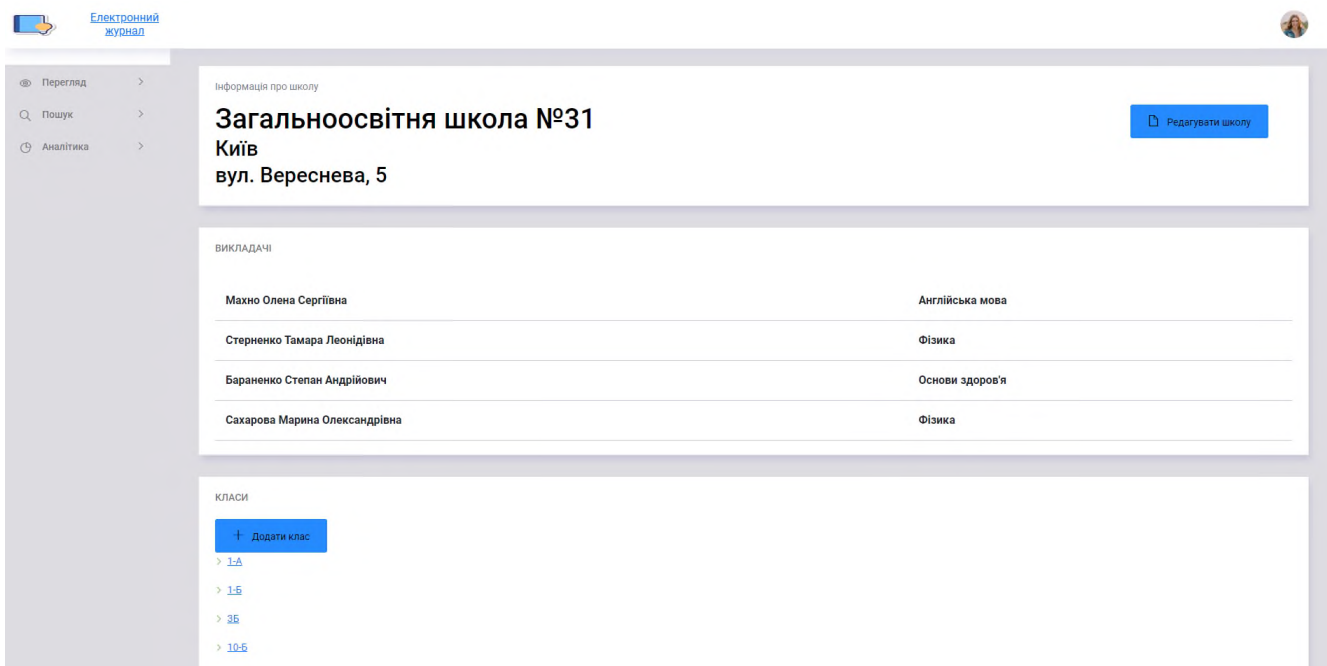 Електронний
журнал
Перегляд
Пошук
Аналітика
Інформація про школу
Загальноосвітня школа №31
Київ
вул. Вереснева, 5
Редагувати школу
ВИКЛАДАЧІ
Махно Олена Сергіївна Англійська мова
Стерненко Тамара Леонідівна Фізика
Бараненко Степан Андрійович Основи здоров'я
Сахарова Марина Олександрівна Фізика
КЛАСИ
Додати клас
1-А
1-Б
3Б
10-Б